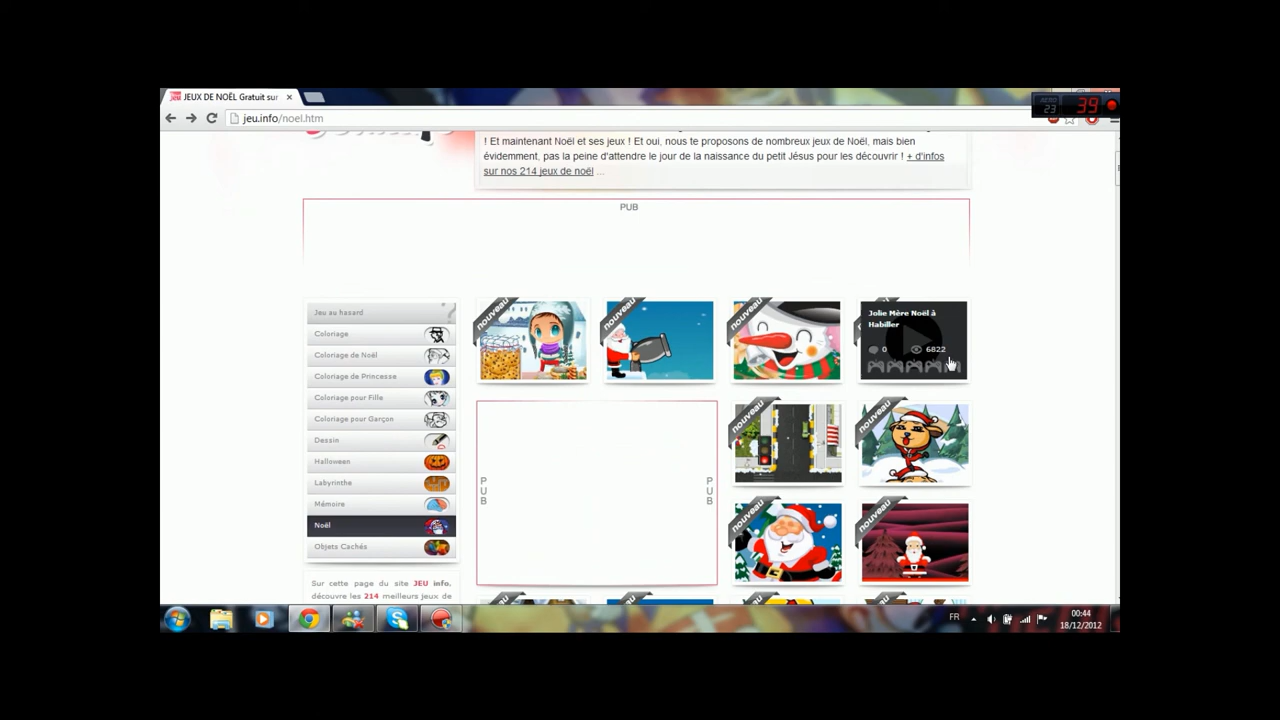 JEUX DE NOËL Gratuit sur
AERO
23
39
jeu.info/noel.htm
! Et maintenant Noël et ses jeux ! Et oui, nous te proposons de nombreux jeux de Noël, mais bien
évidemment, pas la peine d'attendre le jour de la naissance du petit Jésus pour les découvrir ! + d'infos
sur nos 214 jeux de noël ...
PUB
Jeu au hasard
Coloriage
Coloriage de Noël
Coloriage de Princesse
Coloriage pour Fille
Coloriage pour Garçon
Dessin
Halloween
Labyrinthe
Mémoire
Noël
Objets Cachés
Sur cette page du site JEU info,
découvre les 214 meilleurs jeux de
nouveau
nouveau
nouveau
Jolie Mère Noël à
Habiller
0 6822
PUB
PUB
nouveau
nouveau
nouveau
nouveau
FR
00:44
18/12/2012